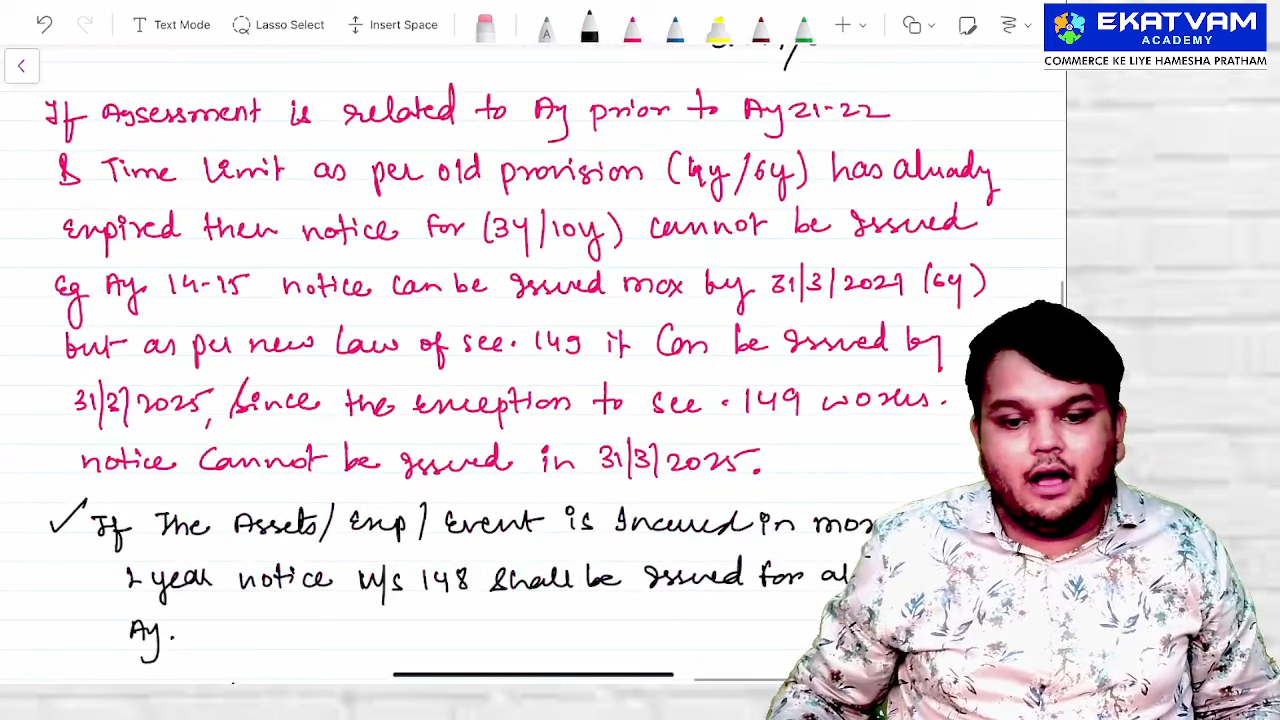 Text Mode Lasso Select Insert Space
EKATVAM
ACADEMY
COMMERCE KE LIYE HAMESHA PRATHAM
If Assessment is related to Ay prior to Ay 21-22
& Time Limit as per old provision (4y/6y) has already
Expired then notice for (3y/10y) cannot be Issued
Eg Ay 14-15 notice can be Issued max by 31/3/2021 (6y)
but as per new law of sec. 149 it Can be Issued by
31/3/2025, Since the exception to sec. 149 works.
notice Cannot be Issued in 31/3/2025.
✓ If The Assets/Exp/Event is Incurred in
1 year notice u/s 148 Shall be Issued for
Ay.